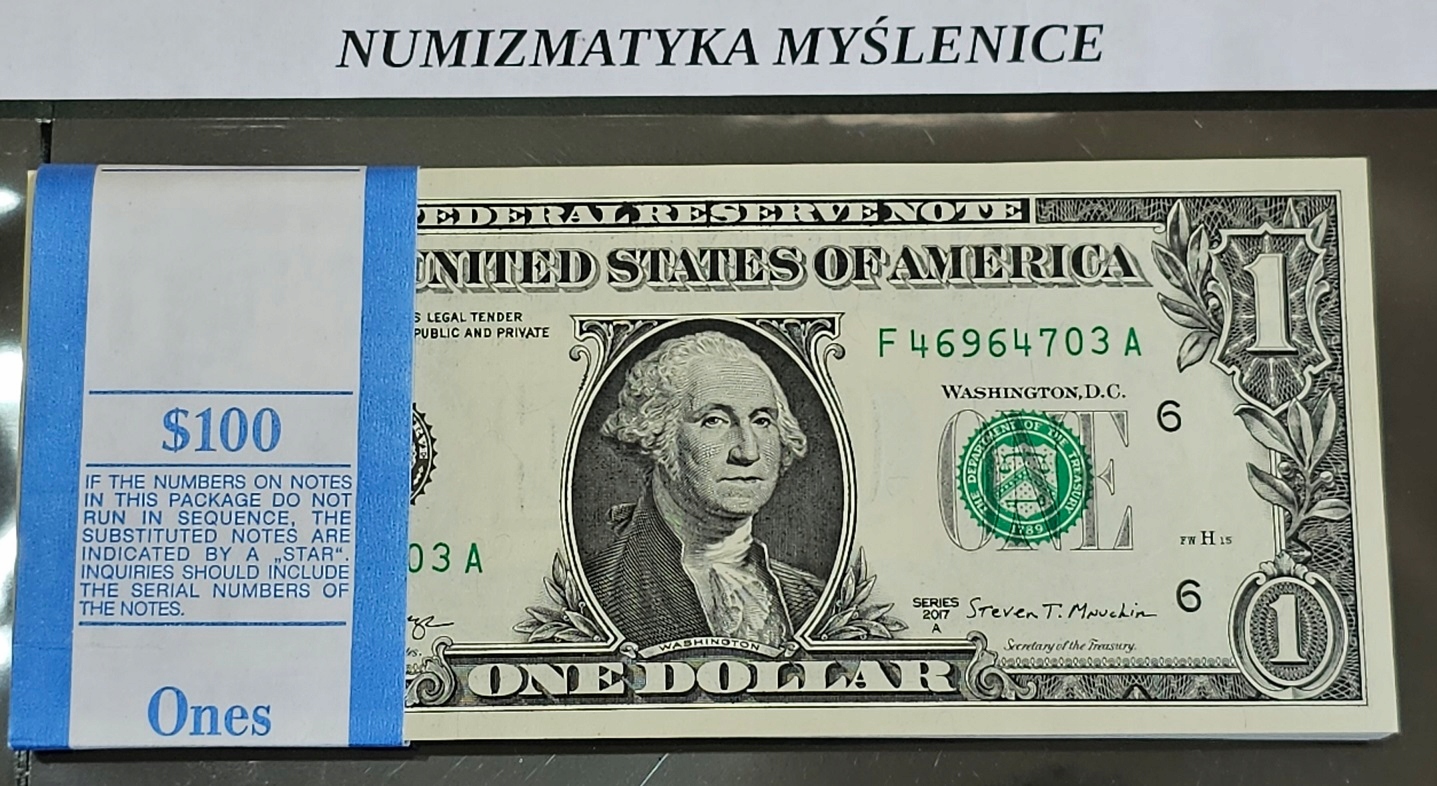 NUMIZMATYKA MYŚLENICE
FEDERAL RESERVE NOTE
UNITED STATES OF AMERICA
1
LEGAL TENDER
AND PRIVATE
F 46964703 A
WASHINGTON, D.C.
6
ONE
THE DEPARTMENT OF THE TREASURY
1789
$100
IF THE NUMBERS ON NOTES
IN THIS PACKAGE DO NOT
RUN IN SEQUENCE, THE
SUBSTITUTED NOTES ARE
INDICATED BY A „STAR“.
INQUIRIES SHOULD INCLUDE
THE SERIAL NUMBERS OF
THE NOTES.
Ones
03 A
FW H 15
6
SERIES
2017
A
Steven T. Mnuchin
Secretary of the Treasury.
WASHINGTON
ONE DOLLAR
1